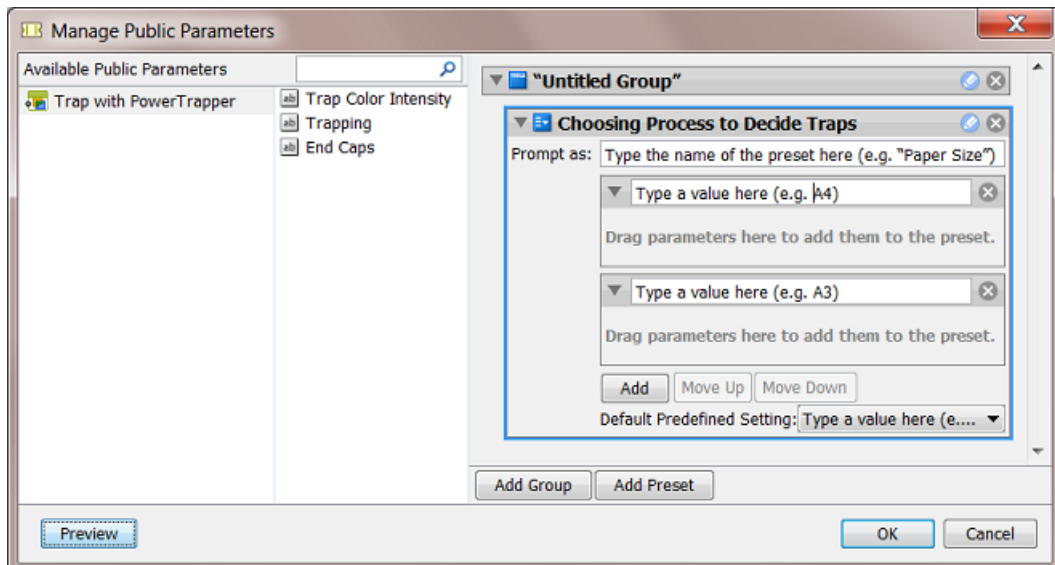 Manage Public Parameters
X
Available Public Parameters
Trap with PowerTrapper
ab Trap Color Intensity
ab Trapping
ab End Caps
“Untitled Group”
Choosing Process to Decide Traps
Prompt as: Type the name of the preset here (e.g. “Paper Size”)
Type a value here (e.g. A4)
Drag parameters here to add them to the preset.
Type a value here (e.g. A3)
Drag parameters here to add them to the preset.
Add Move Up Move Down
Default Predefined Setting: Type a value here (e....
Add Group Add Preset
Preview OK Cancel